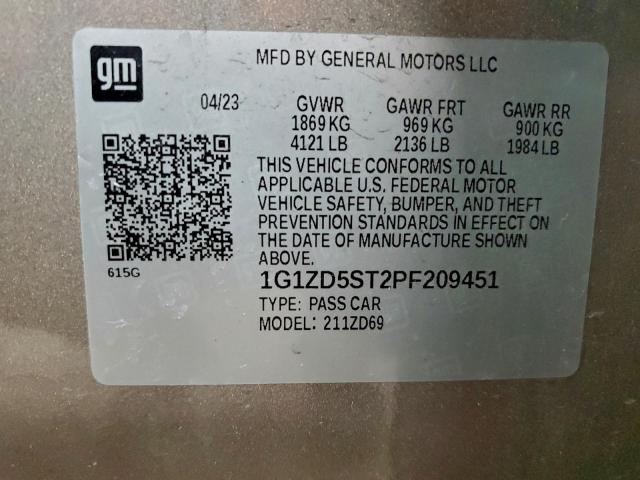 gm
MFD BY GENERAL MOTORS LLC
04/23 GVWR GAWR FRT GAWR RR
1869 KG 969 KG 900 KG
4121 LB 2136 LB 1984 LB
THIS VEHICLE CONFORMS TO ALL
APPLICABLE U.S. FEDERAL MOTOR
VEHICLE SAFETY, BUMPER, AND THEFT
PREVENTION STANDARDS IN EFFECT ON
THE DATE OF MANUFACTURE SHOWN
ABOVE.
615G
1G1ZD5ST2PF209451
TYPE: PASS CAR
MODEL: 211ZD69